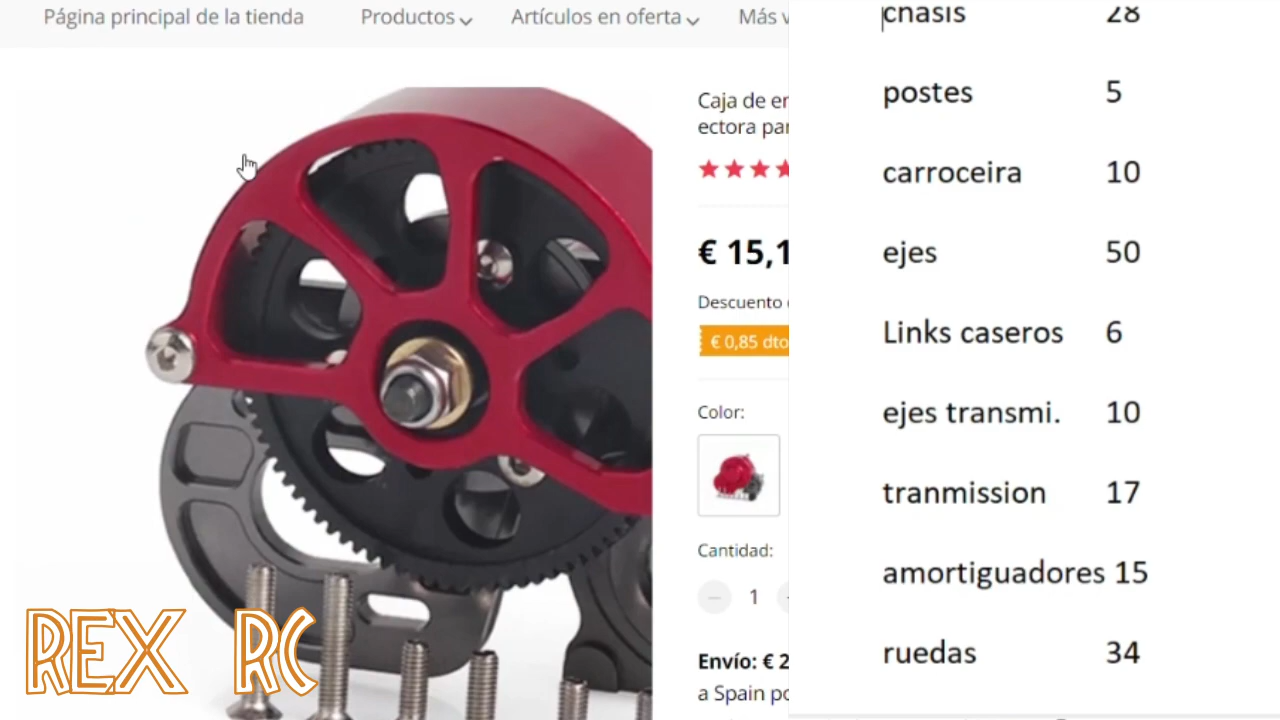 Página principal de la tienda Productos Artículos en oferta Más v
Caja de er
ectora par
€ 15,1
Descuento
€ 0,85 dto
Color:
Cantidad:
1
Envío: € 2
a Spain po
REX RC
chasis 28
postes 5
carroceira 10
ejes 50
Links caseros 6
ejes transmi. 10
tranmission 17
amortiguadores 15
ruedas 34